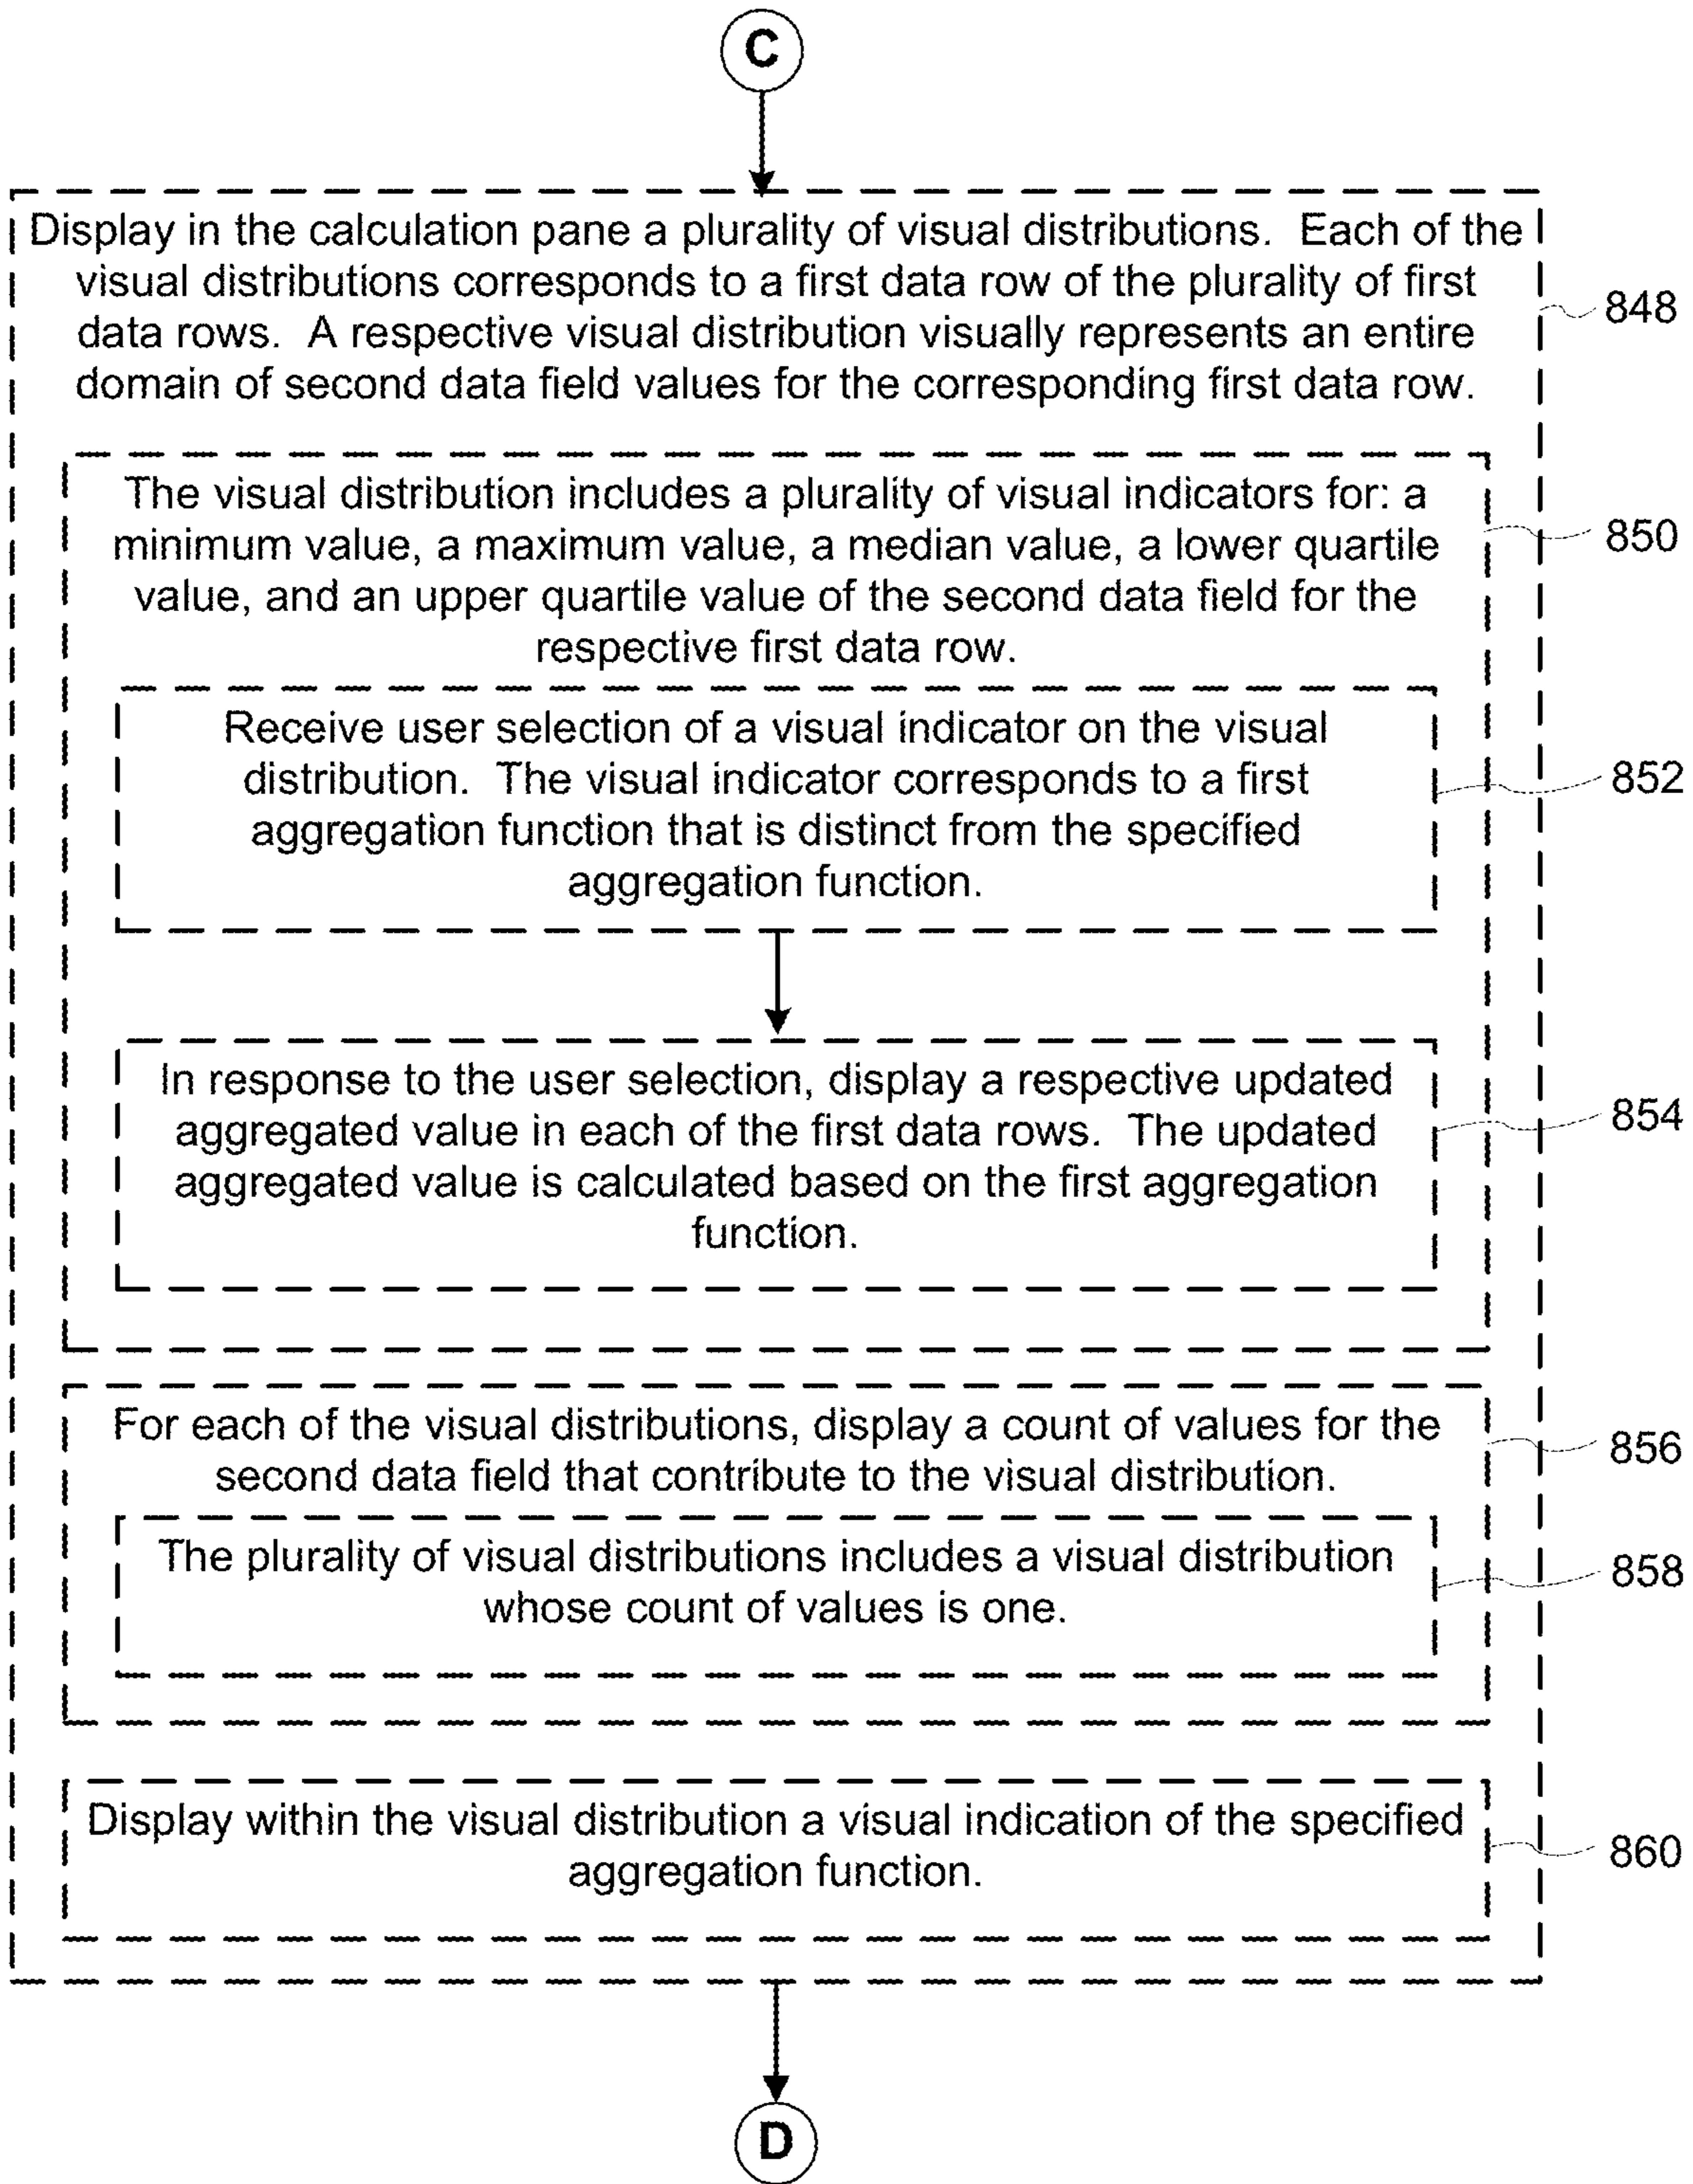 C
Display in the calculation pane a plurality of visual distributions.  Each of the
visual distributions corresponds to a first data row of the plurality of first
data rows.  A respective visual distribution visually represents an entire
domain of second data field values for the corresponding first data row.
848
The visual distribution includes a plurality of visual indicators for: a
minimum value, a maximum value, a median value, a lower quartile
value, and an upper quartile value of the second data field for the
respective first data row.
850
Receive user selection of a visual indicator on the visual
distribution.  The visual indicator corresponds to a first
aggregation function that is distinct from the specified
aggregation function.
852
In response to the user selection, display a respective updated
aggregated value in each of the first data rows.  The updated
aggregated value is calculated based on the first aggregation
function.
854
For each of the visual distributions, display a count of values for the
second data field that contribute to the visual distribution.
856
The plurality of visual distributions includes a visual distribution
whose count of values is one.
858
Display within the visual distribution a visual indication of the specified
aggregation function.
860
D